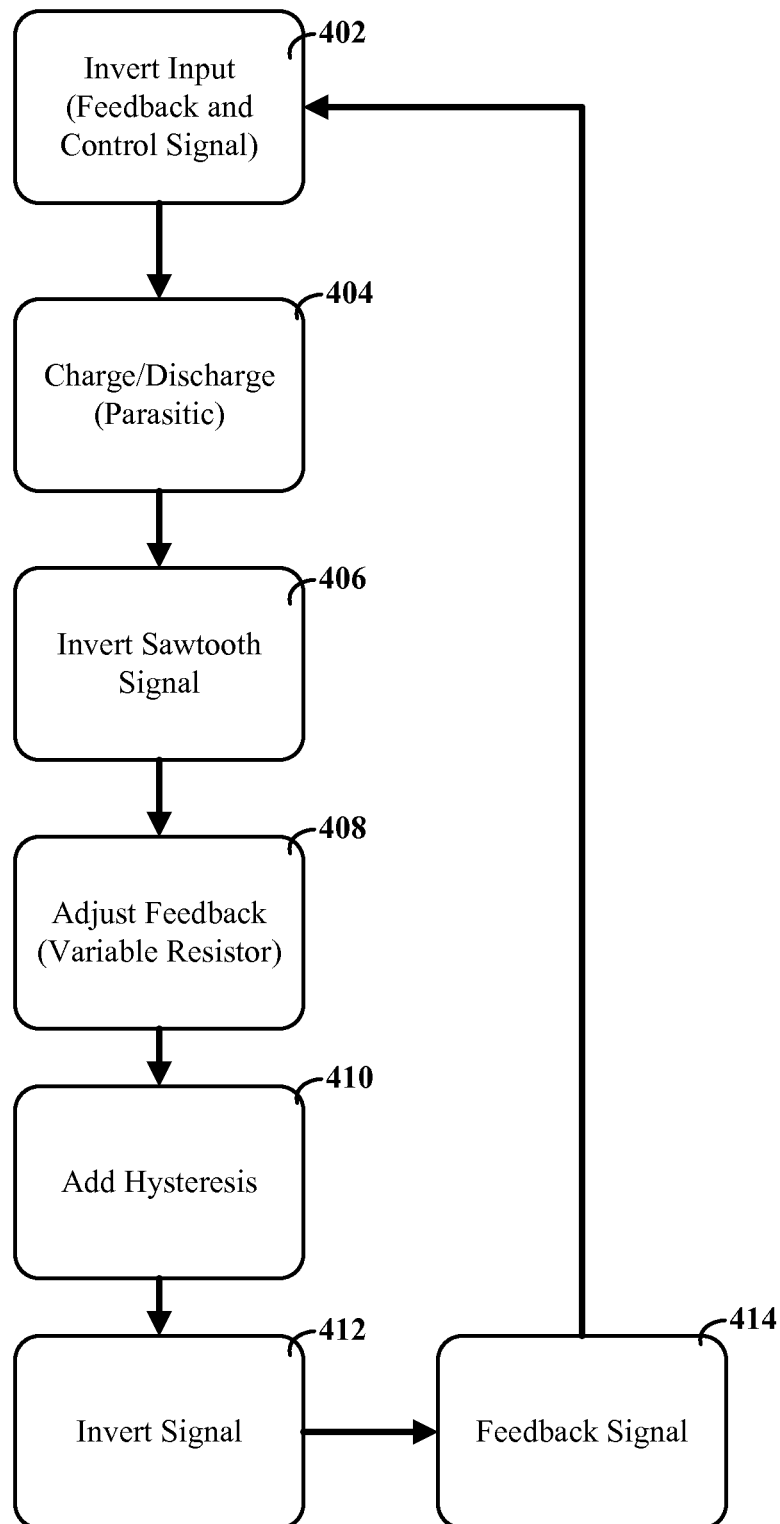 402
Invert Input
(Feedback and
Control Signal)
404
Charge/Discharge
(Parasitic)
406
Invert Sawtooth
Signal
408
Adjust Feedback
(Variable Resistor)
410
Add Hysteresis
412
Invert Signal
414
Feedback Signal